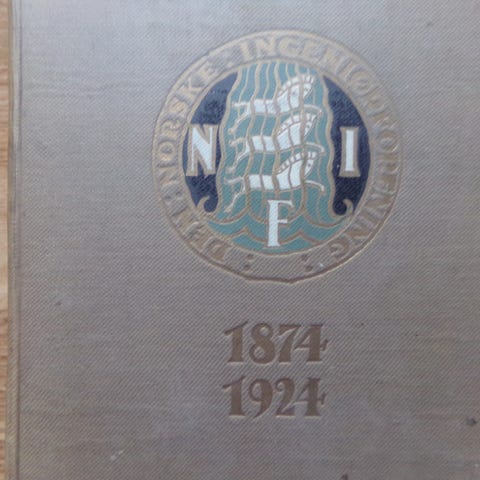 DEN NORSKE INGENIØRFORENING
N I
F
1874
1924